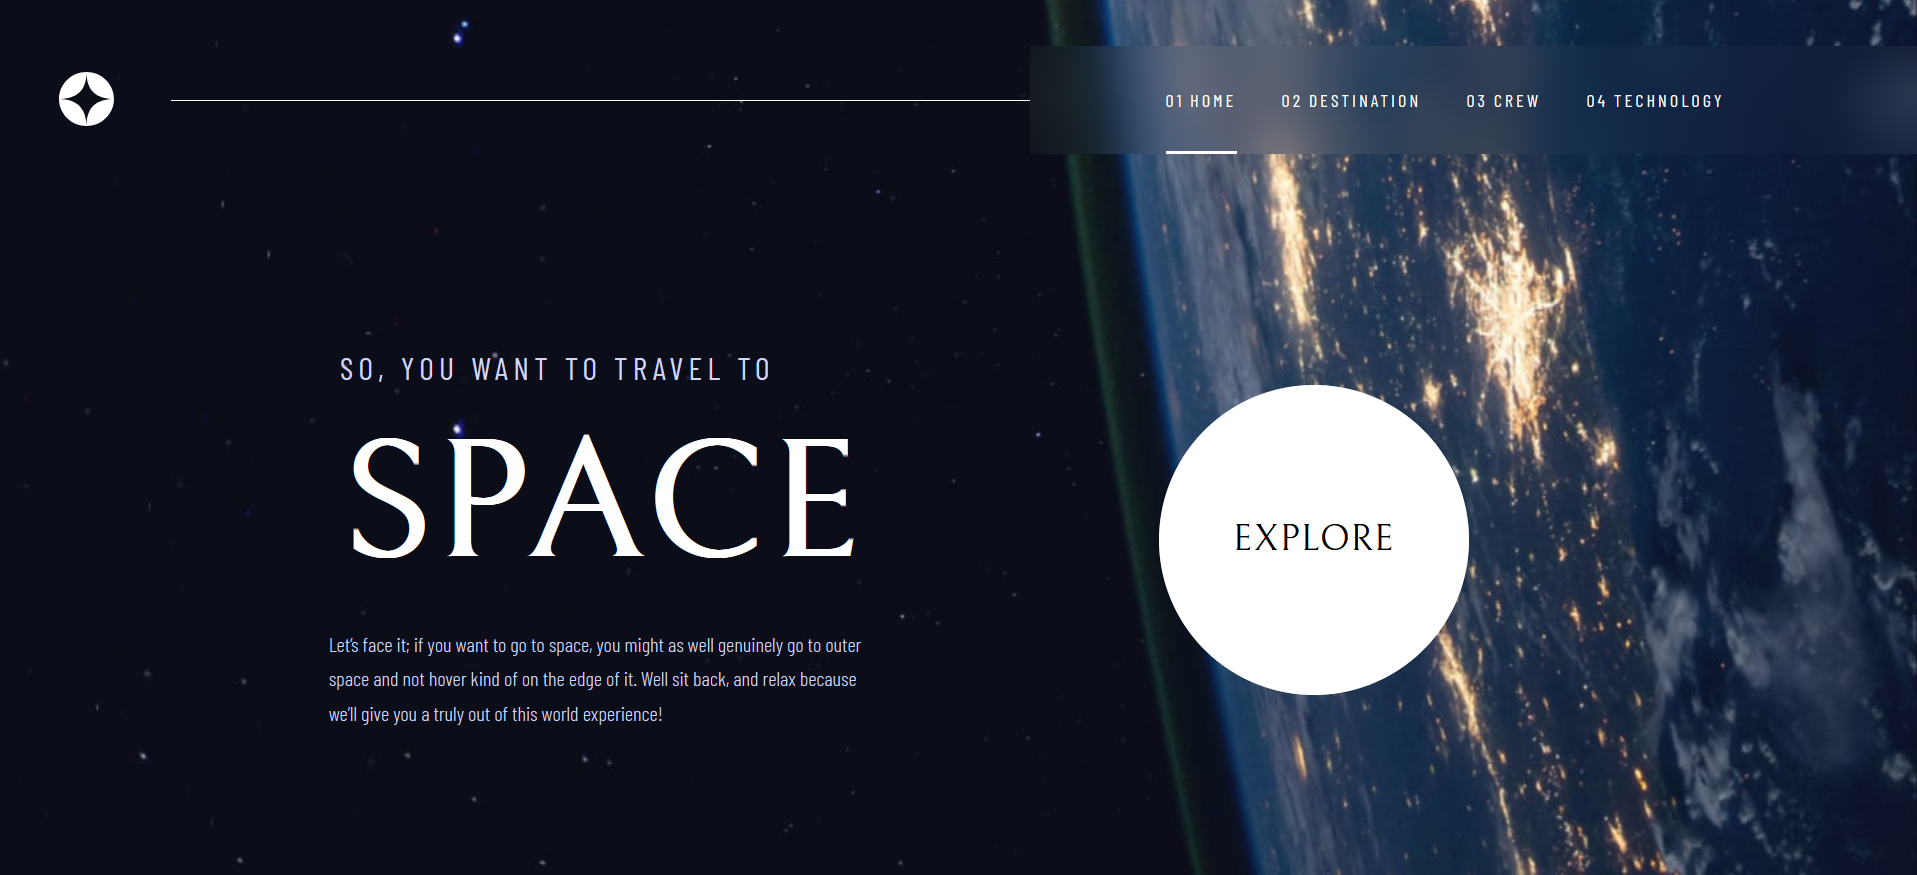 01 HOME 02 DESTINATION 03 CREW 04 TECHNOLOGY
SO, YOU WANT TO TRAVEL TO
SPACE
Let's face it; if you want to go to space, you might as well genuinely go to outer
space and not hover kind of on the edge of it. Well sit back, and relax because
we'll give you a truly out of this world experience!
EXPLORE